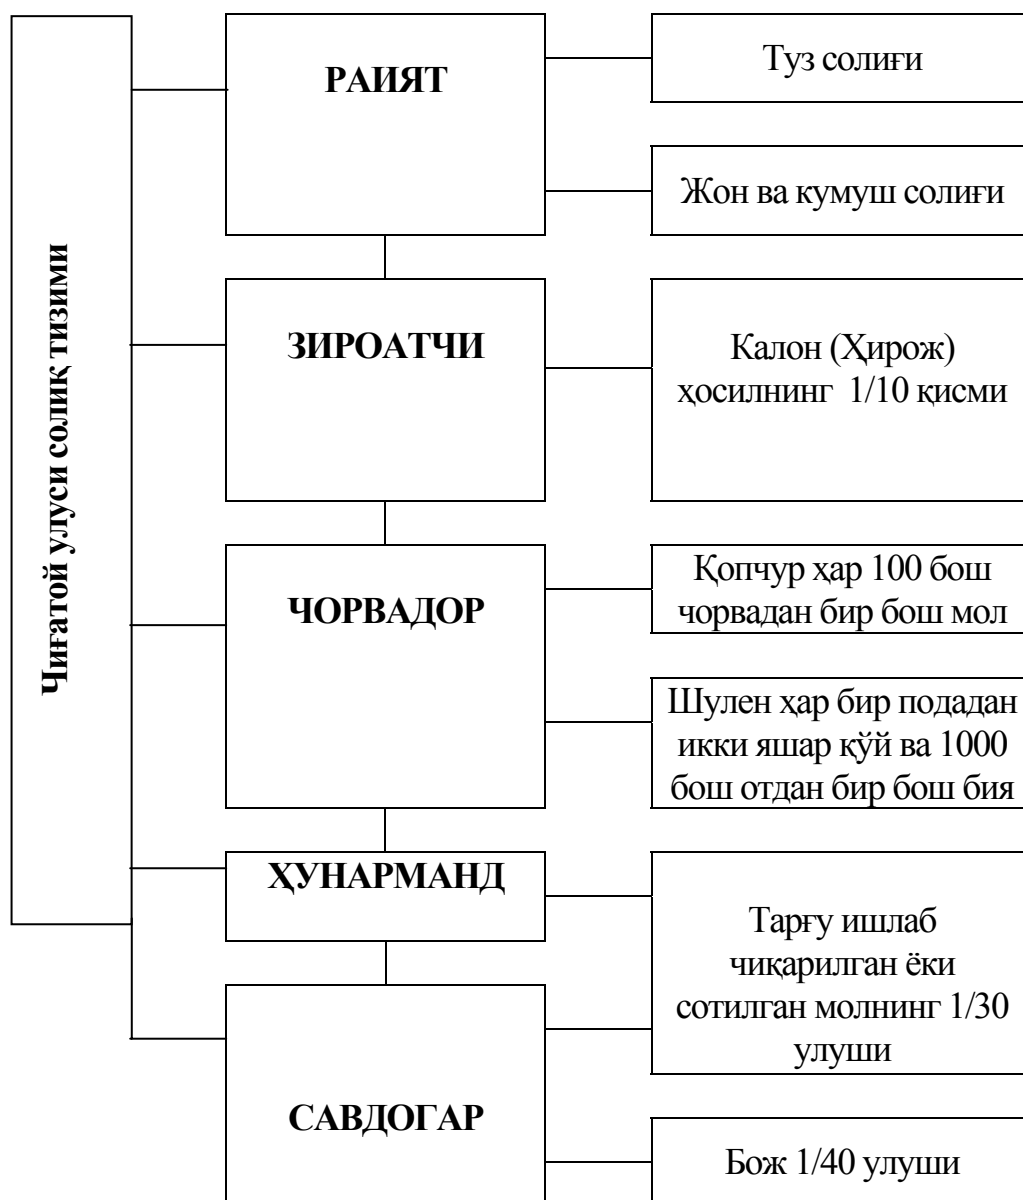 Чиғатой улуси солиқ тизими
РАИЯТ
Туз солиғи
Жон ва кумуш солиғи
ЗИРОАТЧИ
Калон (Ҳирож)
ҳосилнинг 1/10 қисми
ЧОРВАДОР
Қопчур ҳар 100 бош
чорвадан бир бош мол
Шулен ҳар бир подадан
икки яшар қўй ва 1000
бош отдан бир бош бия
ҲУНАРМАНД
Тарғу ишлаб
чиқарилган ёки
сотилган молнинг 1/30
улуши
САВДОГАР
Бож 1/40 улуши